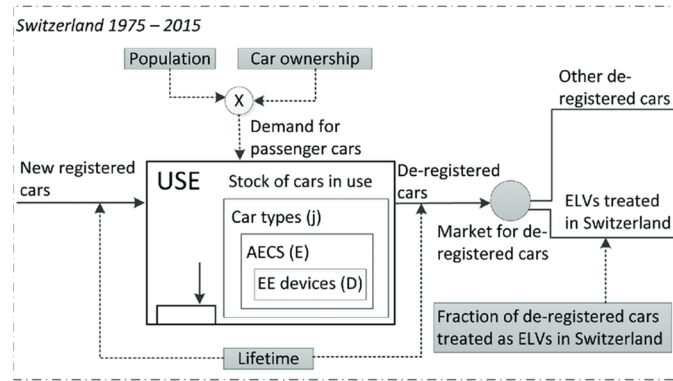 Switzerland 1975 – 2015
Population
Car ownership
X
Demand for
passenger cars
Other de-
registered cars
New registered
cars
USE
Stock of cars in use
Car types (j)
AECS (E)
EE devices (D)
De-registered
cars
Market for de-
registered cars
ELVs treated
in Switzerland
Fraction of de-registered cars
treated as ELVs in Switzerland
Lifetime